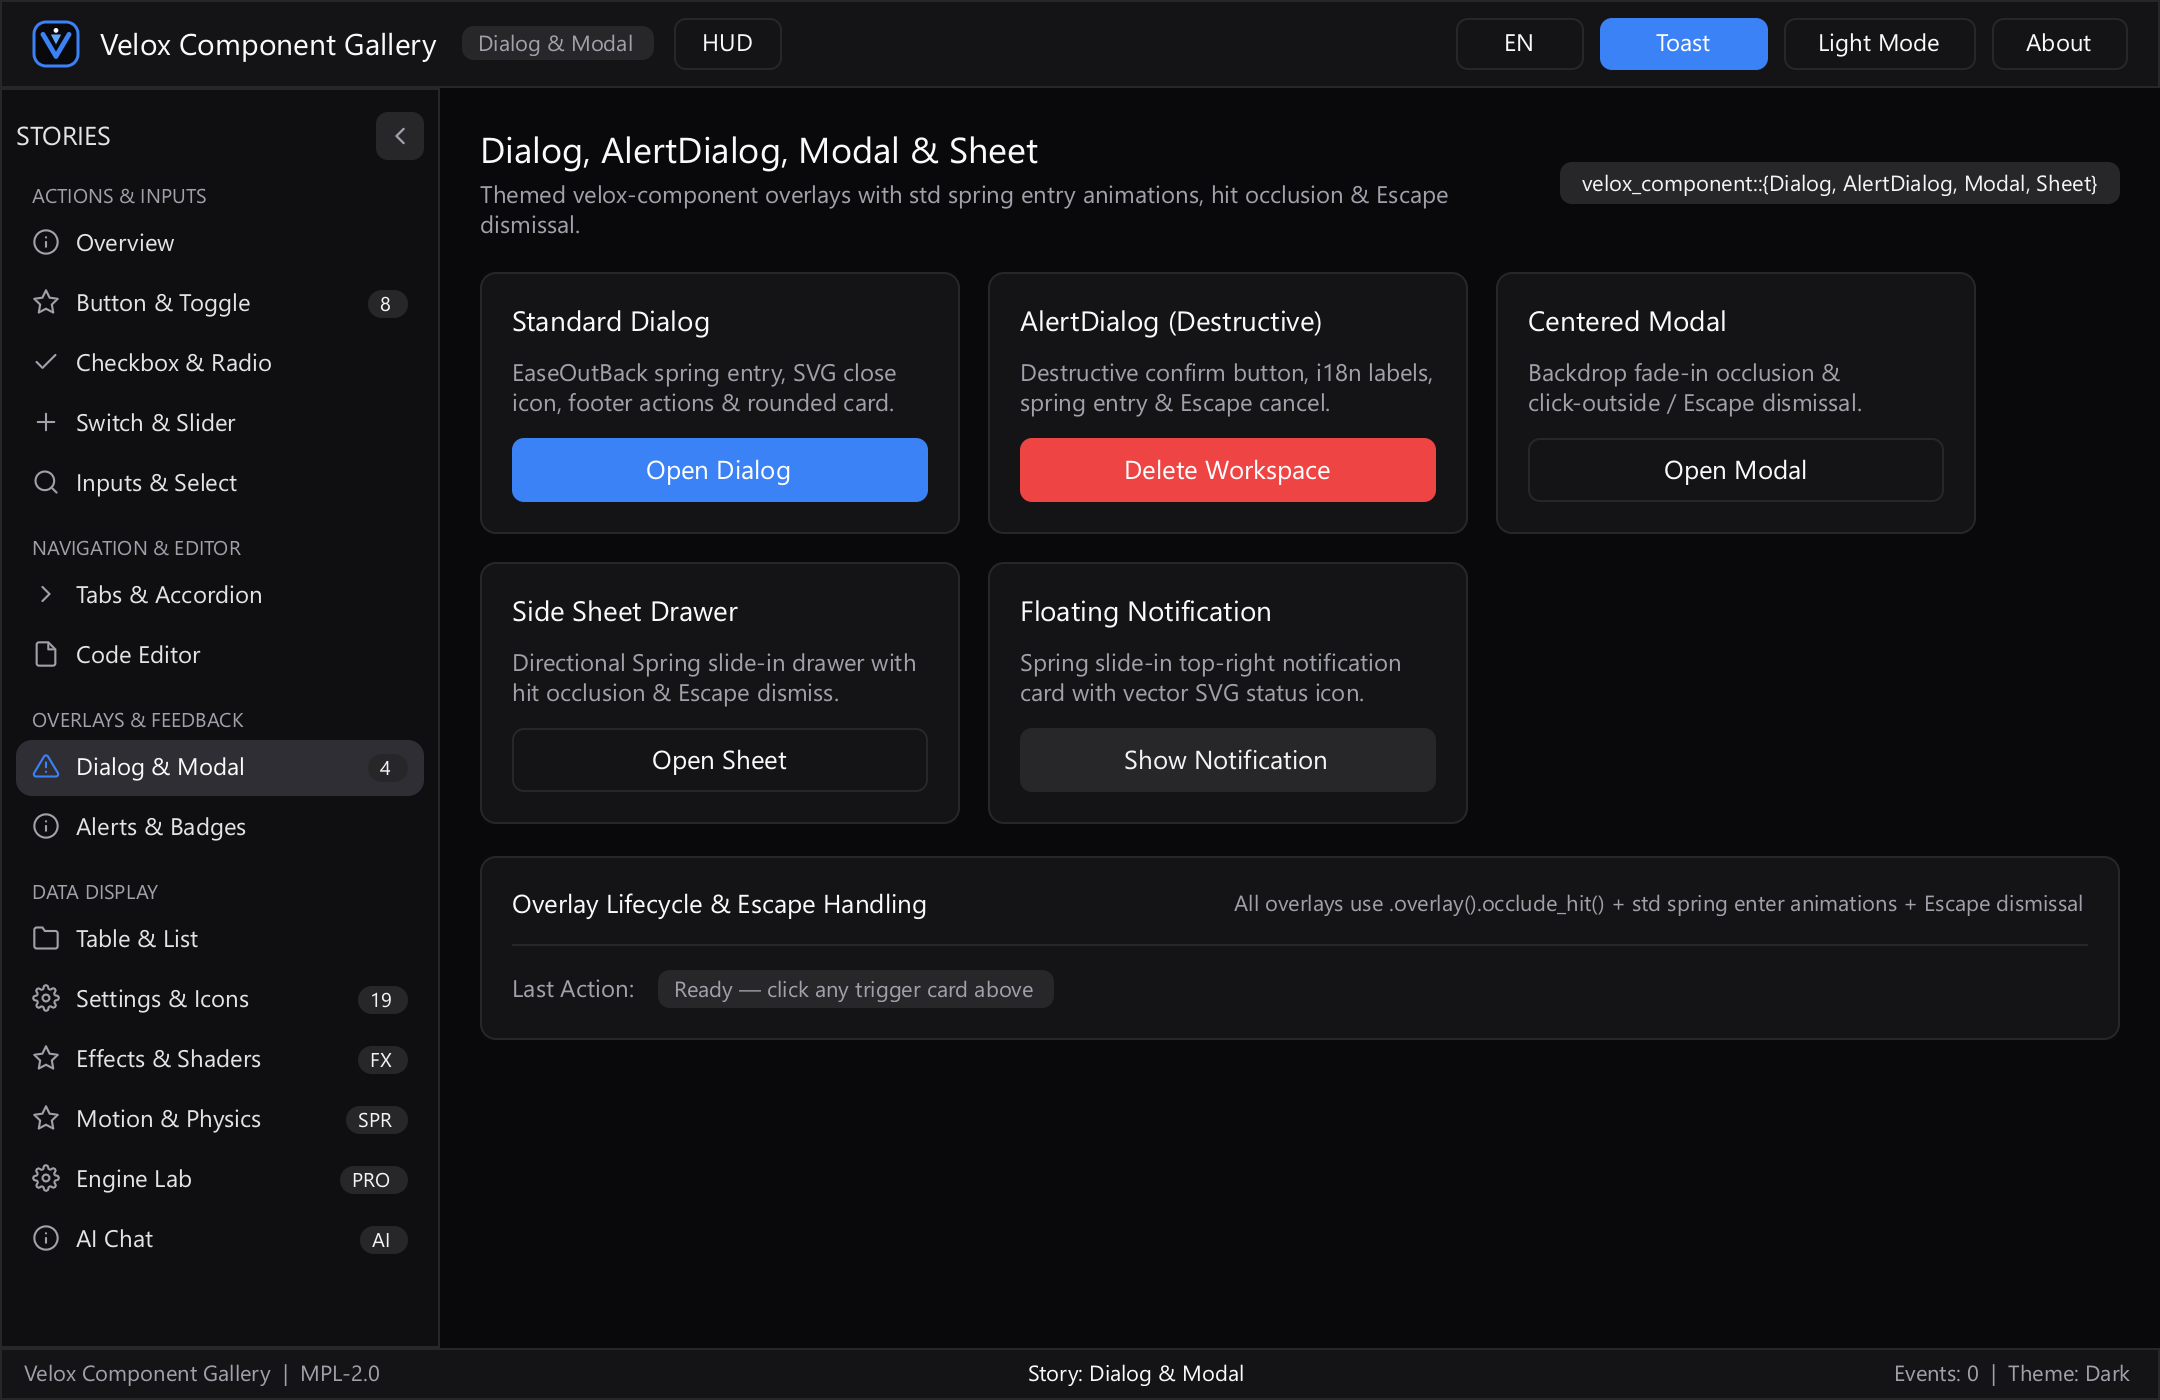 Velox Component Gallery
Dialog & Modal
HUD
EN
Toast
Light Mode
About
STORIES
ACTIONS & INPUTS
Overview
Button & Toggle
8
Checkbox & Radio
Switch & Slider
Inputs & Select
NAVIGATION & EDITOR
Tabs & Accordion
Code Editor
OVERLAYS & FEEDBACK
Dialog & Modal
4
Alerts & Badges
DATA DISPLAY
Table & List
Settings & Icons
19
Effects & Shaders
FX
Motion & Physics
SPR
Engine Lab
PRO
AI Chat
AI
Dialog, AlertDialog, Modal & Sheet
Themed velox-component overlays with std spring entry animations, hit occlusion & Escape
dismissal.
velox_component::{Dialog, AlertDialog, Modal, Sheet}
Standard Dialog
EaseOutBack spring entry, SVG close
icon, footer actions & rounded card.
Open Dialog
AlertDialog (Destructive)
Destructive confirm button, i18n labels,
spring entry & Escape cancel.
Delete Workspace
Centered Modal
Backdrop fade-in occlusion &
click-outside / Escape dismissal.
Open Modal
Side Sheet Drawer
Directional Spring slide-in drawer with
hit occlusion & Escape dismiss.
Open Sheet
Floating Notification
Spring slide-in top-right notification
card with vector SVG status icon.
Show Notification
Overlay Lifecycle & Escape Handling
All overlays use .overlay().occlude_hit() + std spring enter animations + Escape dismissal
Last Action:
Ready — click any trigger card above
Velox Component Gallery | MPL-2.0
Story: Dialog & Modal
Events: 0 | Theme: Dark